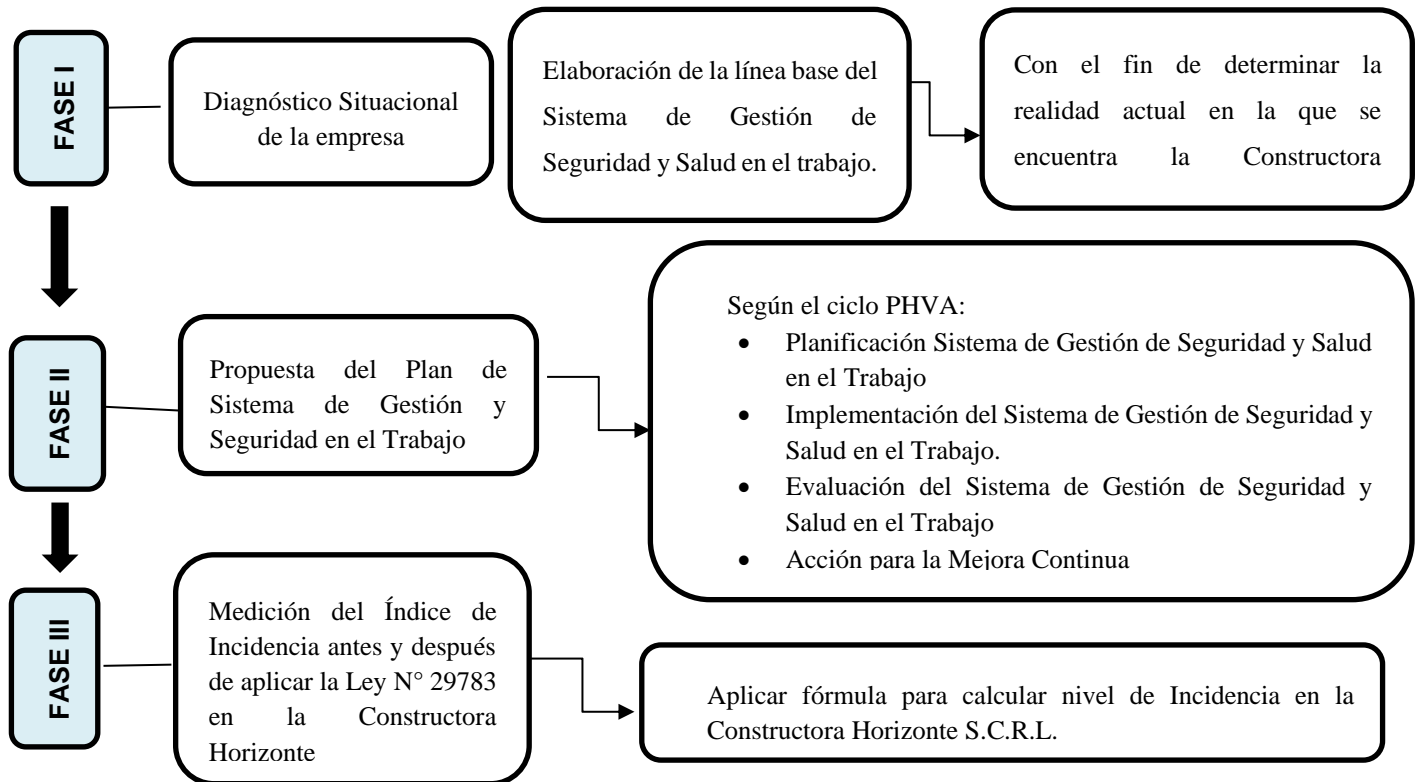 FASE I
Diagnóstico Situacional
de la empresa
Elaboración de la línea base del
Sistema de Gestión de
Seguridad y Salud en el trabajo.
Con el fin de determinar la
realidad actual en la que se
encuentra la Constructora
FASE II
Propuesta del Plan de
Sistema de Gestión y
Seguridad en el Trabajo
Según el ciclo PHVA:
• Planificación Sistema de Gestión de Seguridad y Salud
en el Trabajo
• Implementación del Sistema de Gestión de Seguridad y
Salud en el Trabajo.
• Evaluación del Sistema de Gestión de Seguridad y
Salud en el Trabajo
• Acción para la Mejora Continua
FASE III
Medición del Índice de
Incidencia antes y después
de aplicar la Ley N° 29783
en la Constructora
Horizonte
Aplicar fórmula para calcular nivel de Incidencia en la
Constructora Horizonte S.C.R.L.